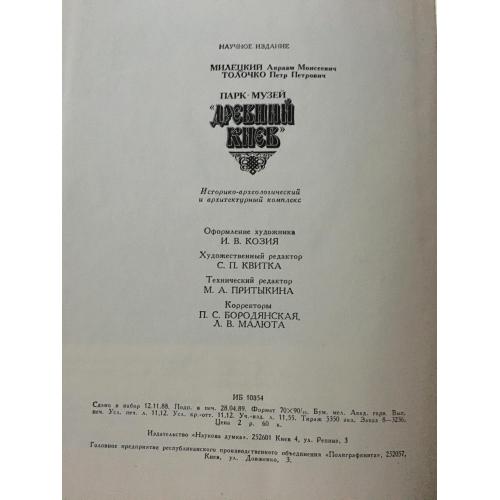 НАУЧНОЕ ИЗДАНИЕ
МИЛЕЦКИЙ Авраам Моисеевич
ТОЛОЧКО Петр Петрович
ПАРК-МУЗЕЙ
"ДРЕВНИЙ
КИЕВ"
Историко-археологический
и архитектурный комплекс
Оформление художника
И. В. КОЗИЯ
Художественный редактор
С. П. КВИТКА
Технический редактор
М. А. ПРИТЫКИНА
Корректоры
П. С. БОРОДЯНСКАЯ,
Л. В. МАЛЮТА
ИБ 10854
Сдано в набор 12.11.88. Подп. в печ. 28.04.89. Формат 70×90/16. Бум. мел. Акад. гарн. Выс.
печ. Усл. печ. л. 11,12. Усл. кр.-отт. 11,12. Уч.-изд. л. 11,55. Тираж 5350 экз. Заказ 8—3236.
Цена 2 р. 60 к.
Издательство «Наукова думка». 252601 Киев 4, ул. Репина, 3
Головное предприятие республиканского производственного объединения «Полиграфкнига», 252057,
Киев, ул. Довженко, 3.